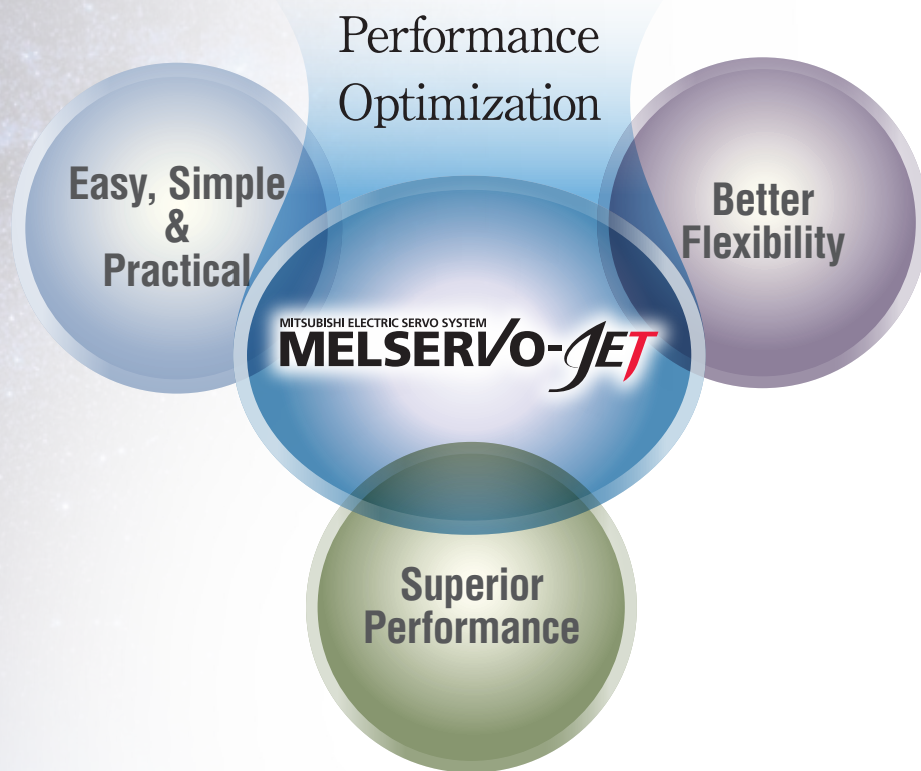 Performance
Optimization
Easy, Simple
&
Practical
Better
Flexibility
MITSUBISHI ELECTRIC SERVO SYSTEM
MELSERVO-JET
Superior
Performance